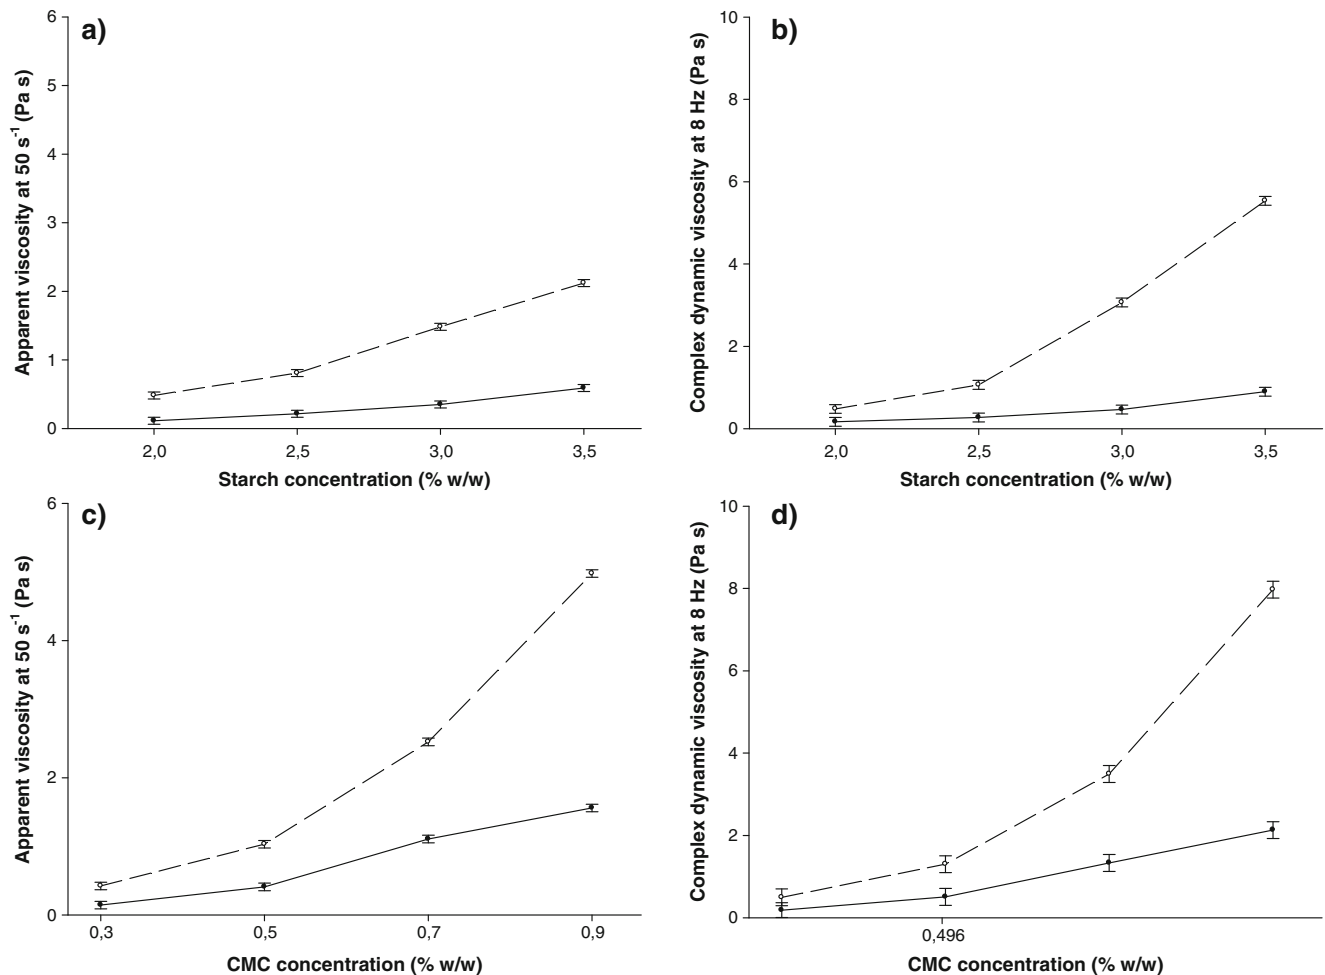 a)
Apparent viscosity at 50 s⁻¹ (Pa s)
6
5
4
3
2
1
0
2,0 2,5 3,0 3,5
Starch concentration (% w/w)
b)
Complex dynamic viscosity at 8 Hz (Pa s)
10
8
6
4
2
0
2,0 2,5 3,0 3,5
Starch concentration (% w/w)
c)
Apparent viscosity at 50 s⁻¹ (Pa s)
6
4
2
0
0,3 0,5 0,7 0,9
CMC concentration (% w/w)
d)
Complex dynamic viscosity at 8 Hz (Pa s)
10
8
6
4
2
0
0,496
CMC concentration (% w/w)